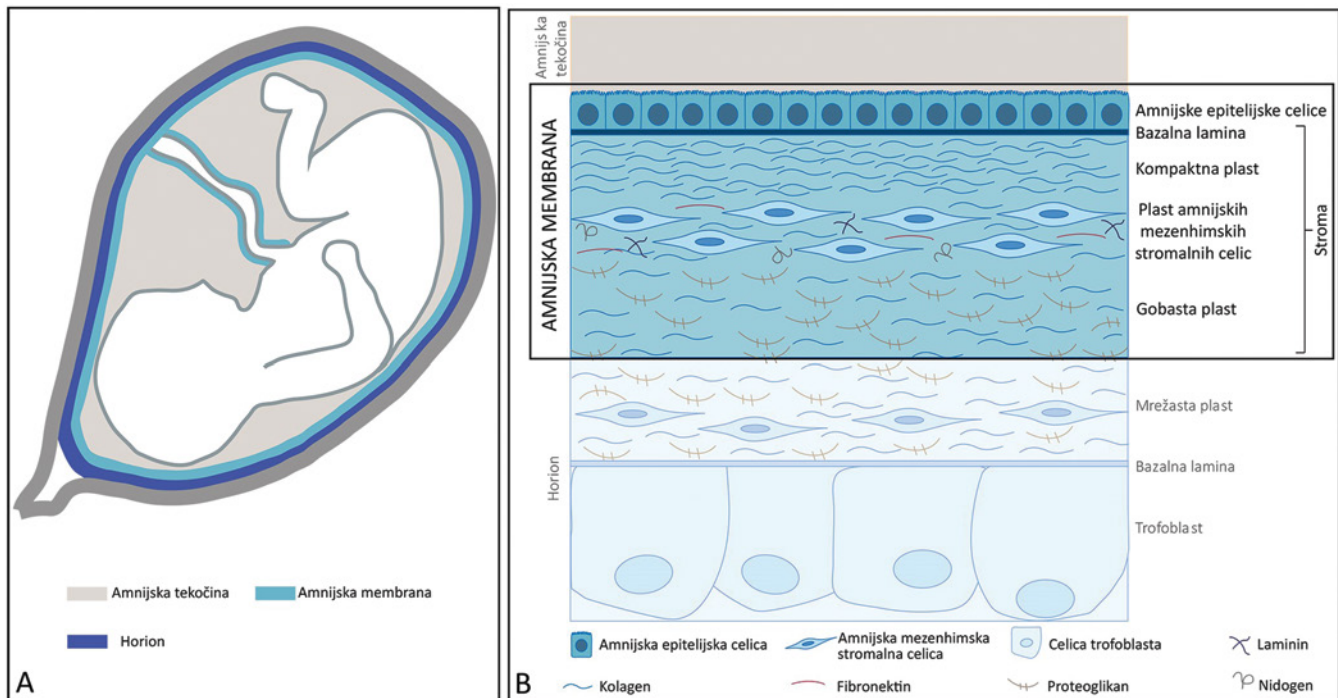 Amnijska tekočina
Amnijska membrana
Horion
A
Amnijska
tekočina
AMNIJSKA MEMBRANA
Amnijske epitelijske celice
Bazalna lamina
Kompaktna plast
Plast amnijskih
mezenhimskih
stromalnih celic
Gobasta plast
Stroma
Horion
Mrežasta plast
Bazalna lamina
Trofoblast
Amnijska epitelijska celica
Amnijska mezenhimska
stromalna celica
Celica trofoblasta
Laminin
Kolagen
Fibronektin
Proteoglikan
Nidogen
B